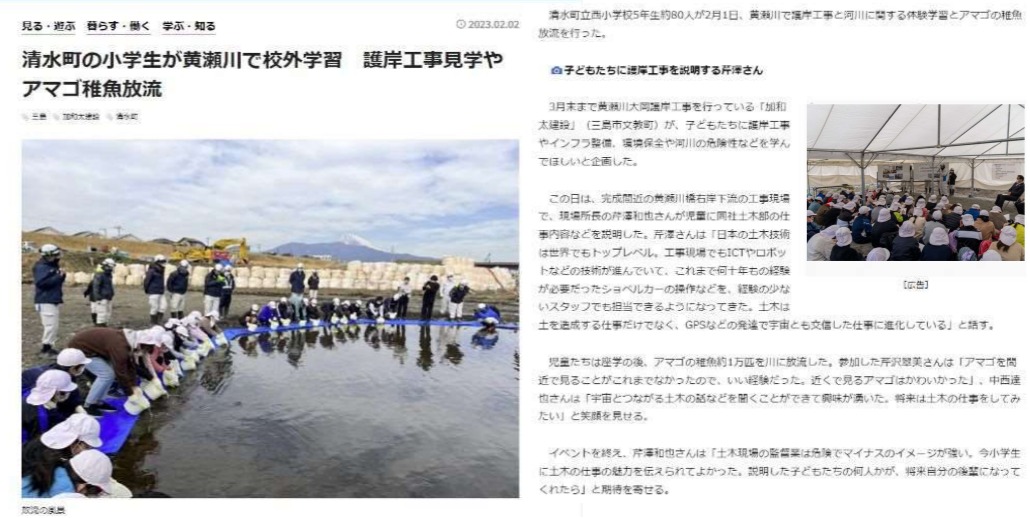 見る・遊ぶ 暮らす・働く 学ぶ・知る
2023.02.02
清水町の小学生が黄瀬川で校外学習 護岸工事見学や
アマゴ稚魚放流
三島 加和太建設 清水町
放流の風景
清水町立西小学校5年生約80人が2月1日、黄瀬川で護岸工事と河川に関する体験学習とアマゴの稚魚
放流を行った。
子どもたちに護岸工事を説明する芹澤さん
3月末まで黄瀬川大岡護岸工事を行っている「加和
太建設」（三島市文教町）が、子どもたちに護岸工事
やインフラ整備、環境保全や河川の危険性などを学ん
でほしいと企画した。
この日は、完成間近の黄瀬川橋右岸下流の工事現場
で、現場所長の芹澤和也さんが児童に同社土木部の仕
事内容などを説明した。芹澤さんは「日本の土木技術
は世界でもトップレベル。工事現場でもICTやロボッ
トなどの技術が進んでいて、これまで何十年もの経験
が必要だったショベルカーの操作などを、経験の少な
いスタッフでも担当できるようになってきた。土木は
土を造成する仕事だけでなく、GPSなどの発達で宇宙とも交信した仕事に進化している」と話す。
[広告]
児童たちは座学の後、アマゴの稚魚約1万匹を川に放流した。参加した芹沢翠美さんは「アマゴを間
近で見ることがこれまでなかったので、いい経験だった。近くで見るアマゴはかわいかった」、中西達
也さんは「宇宙とつながる土木の話などを聞くことができて興味が湧いた。将来は土木の仕事をしてみ
たい」と笑顔を見せる。
イベントを終え、芹澤和也さんは「土木現場の監督業は危険でマイナスのイメージが強い。今小学生
に土木の仕事の魅力を伝えられてよかった。説明した子どもたちの何人かが、将来自分の後輩になって
くれたら」と期待を寄せる。